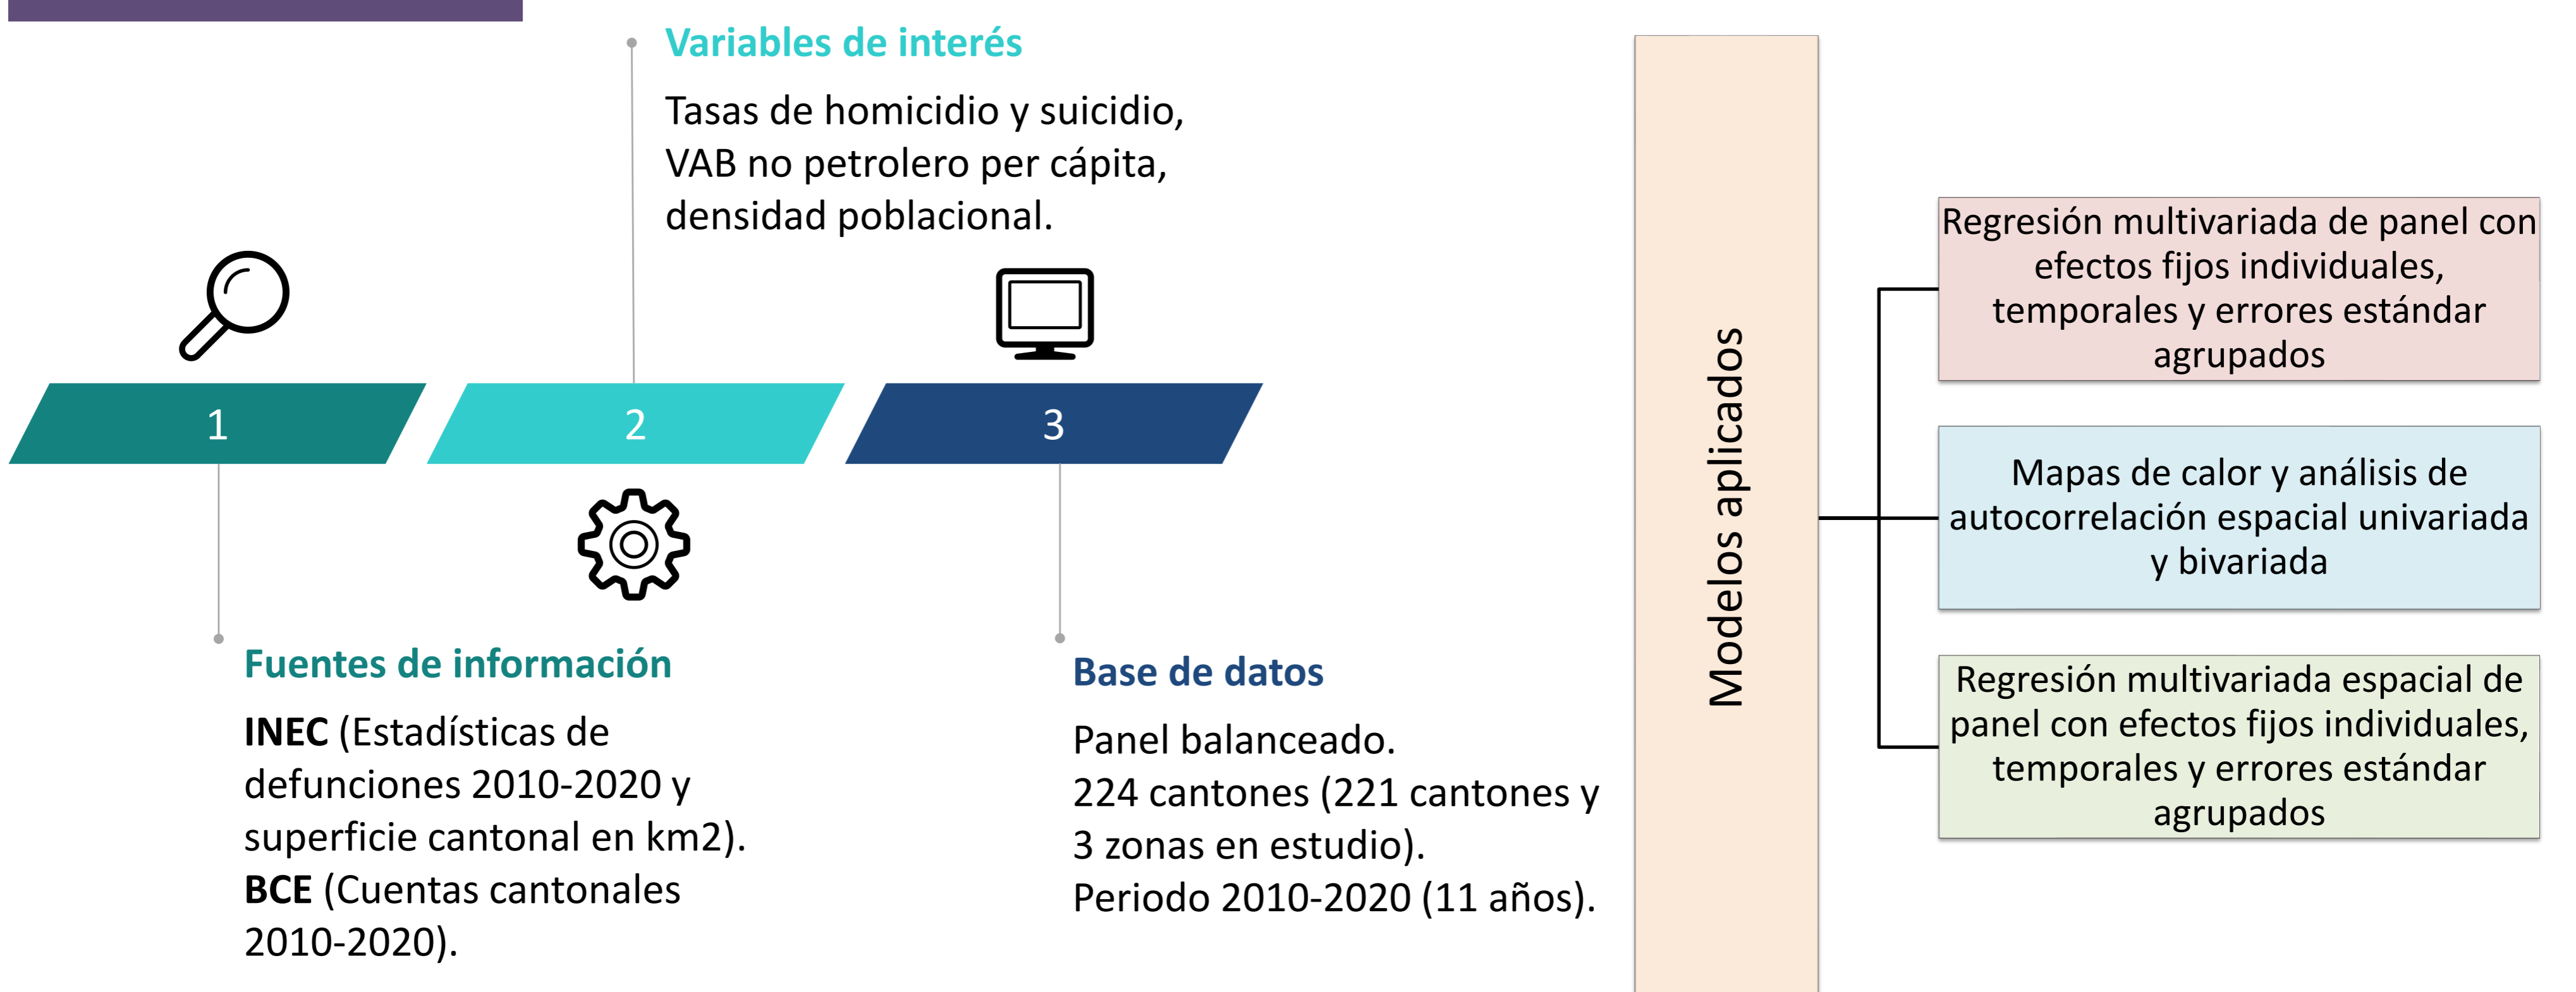 Variables de interés
Tasas de homicidio y suicidio,
VAB no petrolero per cápita,
densidad poblacional.
1
2
3
Fuentes de información
INEC (Estadísticas de
defunciones 2010-2020 y
superficie cantonal en km2).
BCE (Cuentas cantonales
2010-2020).
Base de datos
Panel balanceado.
224 cantones (221 cantones y
3 zonas en estudio).
Periodo 2010-2020 (11 años).
Modelos aplicados
Regresión multivariada de panel con
efectos fijos individuales,
temporales y errores estándar
agrupados
Mapas de calor y análisis de
autocorrelación espacial univariada
y bivariada
Regresión multivariada espacial de
panel con efectos fijos individuales,
temporales y errores estándar
agrupados